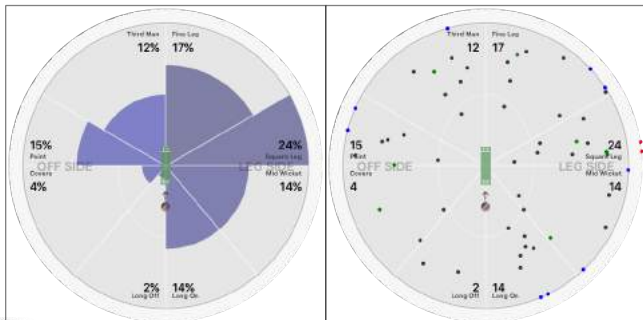 Third Man Fine Leg
12% 17%
15%
Point
OFF SIDE
Covers
4%
24%
Square Leg
LEG SIDE
Mid Wicket
14%
2% 14%
Long Off Long On
Third Man Fine Leg
12 17
15
Point
OFF SIDE
Covers
4
24
Square Leg
LEG SIDE
Mid Wicket
14
2 14
Long Off Long On